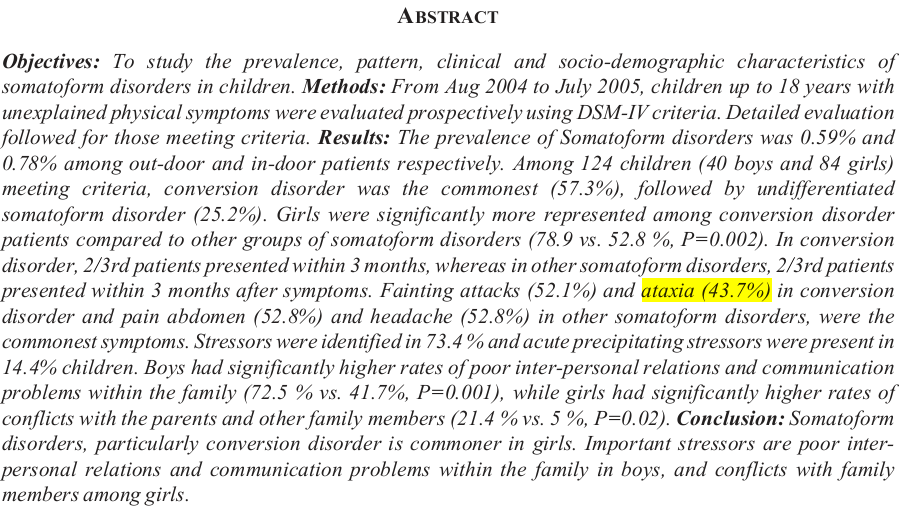 ABSTRACT
Objectives: To study the prevalence, pattern, clinical and socio-demographic characteristics of
somatoform disorders in children. Methods: From Aug 2004 to July 2005, children up to 18 years with
unexplained physical symptoms were evaluated prospectively using DSM-IV criteria. Detailed evaluation
followed for those meeting criteria. Results: The prevalence of Somatoform disorders was 0.59% and
0.78% among out-door and in-door patients respectively. Among 124 children (40 boys and 84 girls)
meeting criteria, conversion disorder was the commonest (57.3%), followed by undifferentiated
somatoform disorder (25.2%). Girls were significantly more represented among conversion disorder
patients compared to other groups of somatoform disorders (78.9 vs. 52.8 %, P=0.002). In conversion
disorder, 2/3rd patients presented within 3 months, whereas in other somatoform disorders, 2/3rd patients
presented within 3 months after symptoms. Fainting attacks (52.1%) and ataxia (43.7%) in conversion
disorder and pain abdomen (52.8%) and headache (52.8%) in other somatoform disorders, were the
commonest symptoms. Stressors were identified in 73.4 % and acute precipitating stressors were present in
14.4% children. Boys had significantly higher rates of poor inter-personal relations and communication
problems within the family (72.5 % vs. 41.7%, P=0.001), while girls had significantly higher rates of
conflicts with the parents and other family members (21.4 % vs. 5 %, P=0.02). Conclusion: Somatoform
disorders, particularly conversion disorder is commoner in girls. Important stressors are poor inter-
personal relations and communication problems within the family in boys, and conflicts with family
members among girls.